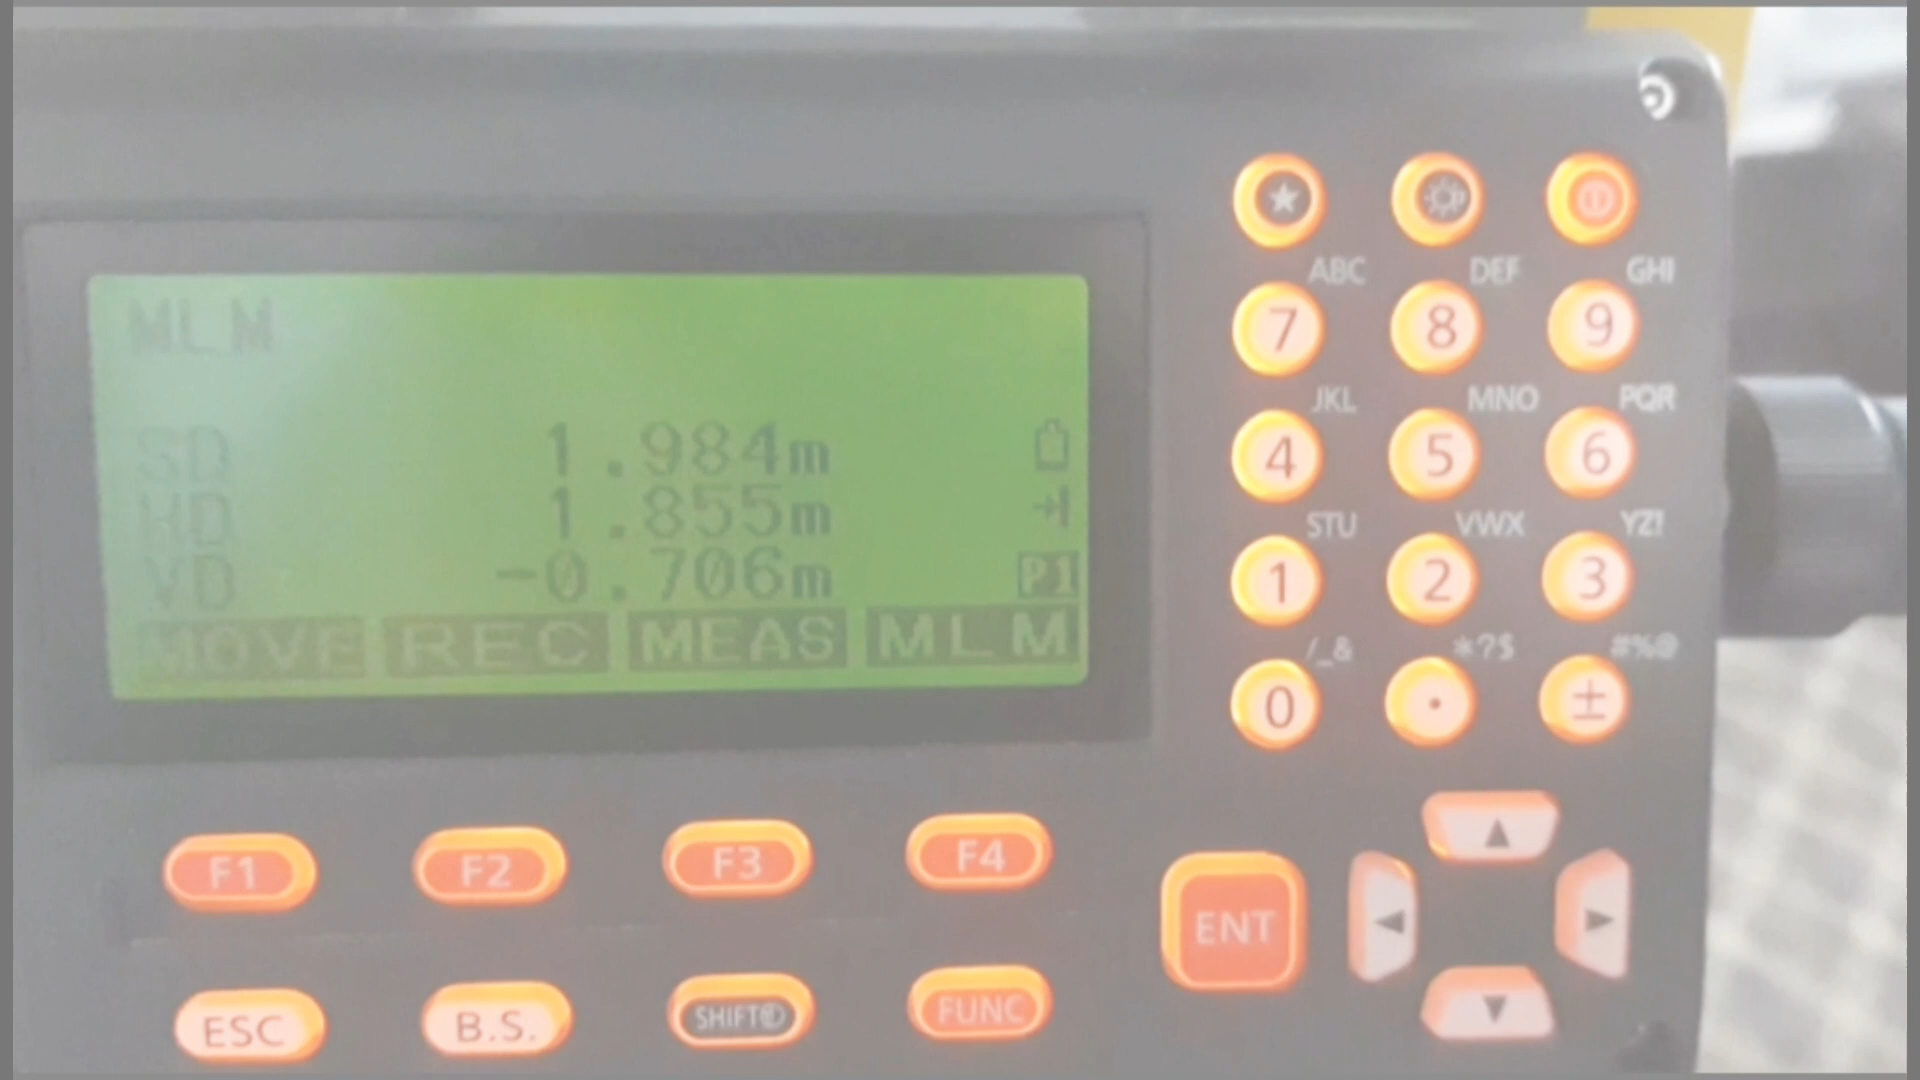 MLM
SD 1.984m
HD 1.855m
VD -0.706m
P1
MOVE REC MEAS MLM
ABC DEF GHI
7 8 9
JKL MNO PQR
4 5 6
STU VWX YZ!
1 2 3
/_& *?$ #%@
0 . ±
F1 F2 F3 F4
ENT
ESC B.S. SHIFT FUNC